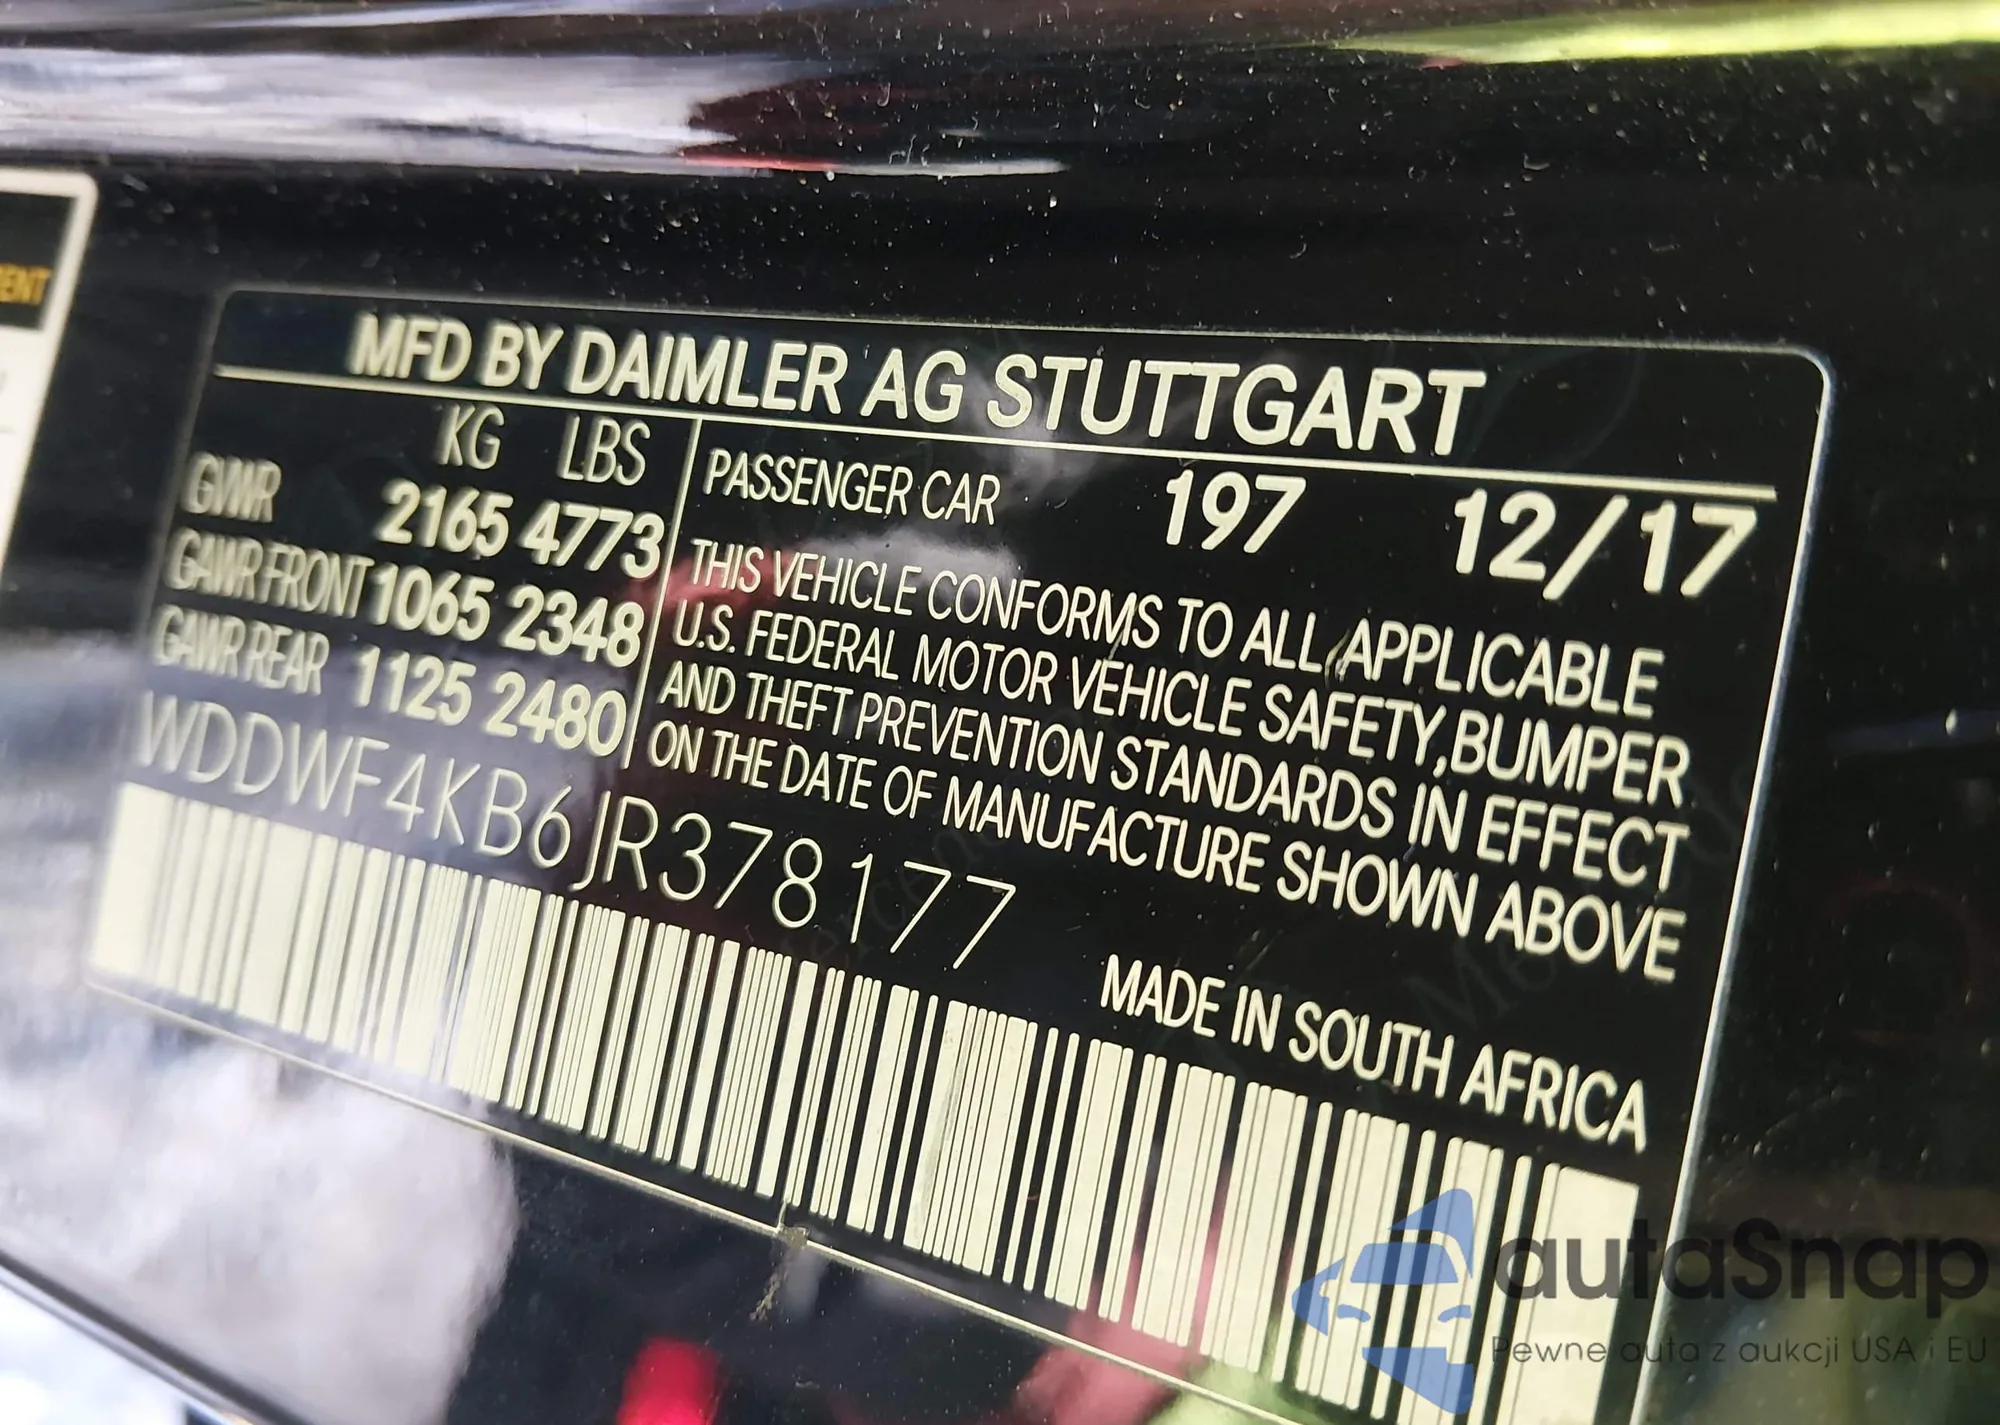 ENT
MFD BY DAIMLER AG STUTTGART
KG LBS
GVWR 2165 4773
GAWR FRONT 1065 2348
GAWR REAR 1125 2480
WDDWF4KB6JR378177
PASSENGER CAR 197 12/17
THIS VEHICLE CONFORMS TO ALL APPLICABLE
U.S. FEDERAL MOTOR VEHICLE SAFETY,BUMPER
AND THEFT PREVENTION STANDARDS IN EFFECT
ON THE DATE OF MANUFACTURE SHOWN ABOVE
MADE IN SOUTH AFRICA
autaSnap
Pewne auta z aukcji USA i EU